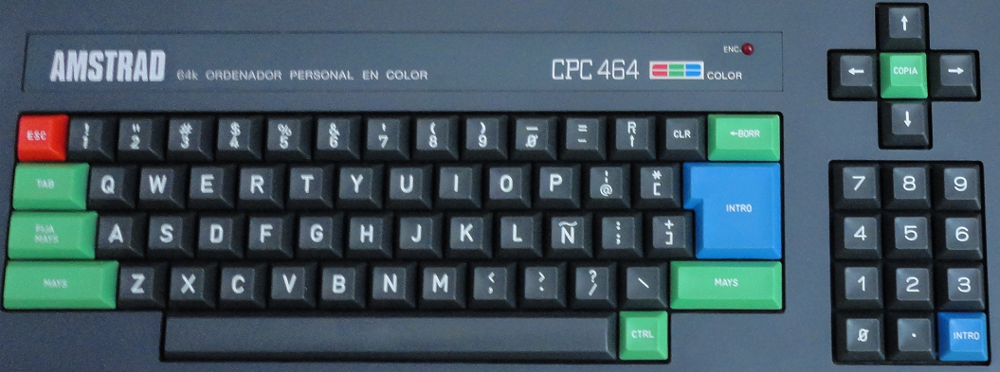 AMSTRAD 64k ORDENADOR PERSONAL EN COLOR CPC 464 COLOR
ENC.
ESC ! 1 " 2 # 3 $ 4 % 5 & 6 ' 7 ( 8 ) 9 _ 0 = - R ↑ CLR ←BORR
TAB Q W E R T Y U I O P ¦ @ * [ INTRO
FIJA MAYS A S D F G H J K L Ñ : ; + ]
MAYS Z X C V B N M < , > . ? / \ MAYS
CTRL
↑
← COPIA →
↓
7 8 9
4 5 6
1 2 3
0 . INTRO